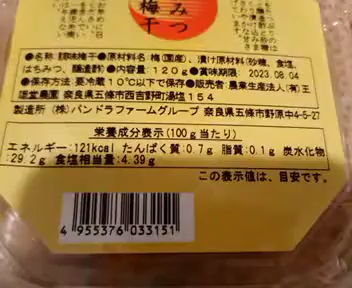 みつ
梅干
●名称:調味梅干●原材料名:梅(国産)、漬け原材料(砂糖、食塩、
はちみつ、醸造酢)●内容量:120g●賞味期限:2023.08.04
●保存方法:要冷蔵10℃以下で保存●販売者:農業生産法人(有)王
隠堂農園 奈良県五條市西吉野町湯塩154
製造所 (株)パンドラファームグループ 奈良県五條市野原中4-5-27
栄養成分表示(100g当たり)
エネルギー:121kcal たんぱく質:0.7g 脂質:0.1g 炭水化物
:29.2g 食塩相当量:4.39g
この表示値は、目安です。
4 955376 033151